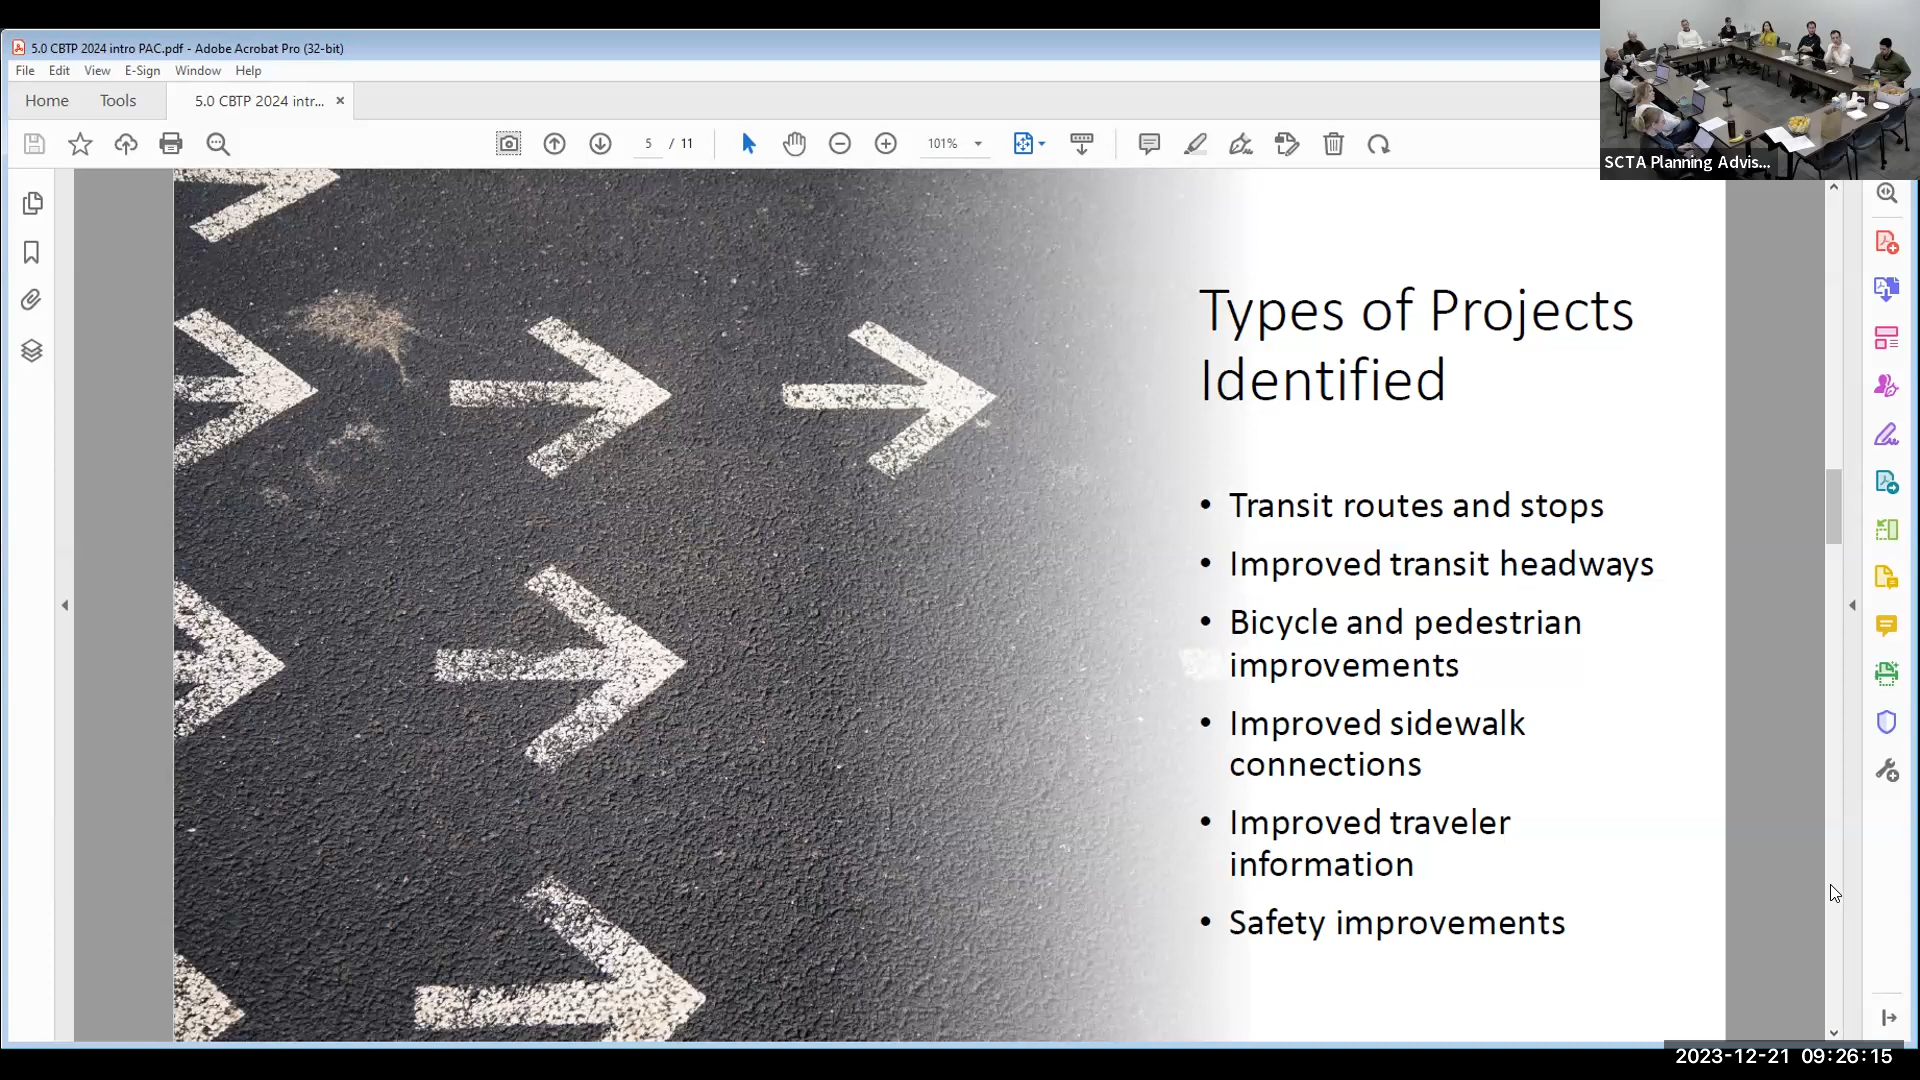 5.0 CBTP 2024 intro PAC.pdf - Adobe Acrobat Pro (32-bit)
File Edit View E-Sign Window Help
Home Tools 5.0 CBTP 2024 intr... ×
5 / 11 101%
SCTA Planning Advis...
Types of Projects
Identified
• Transit routes and stops
• Improved transit headways
• Bicycle and pedestrian
improvements
• Improved sidewalk
connections
• Improved traveler
information
• Safety improvements
2023-12-21 09:26:15